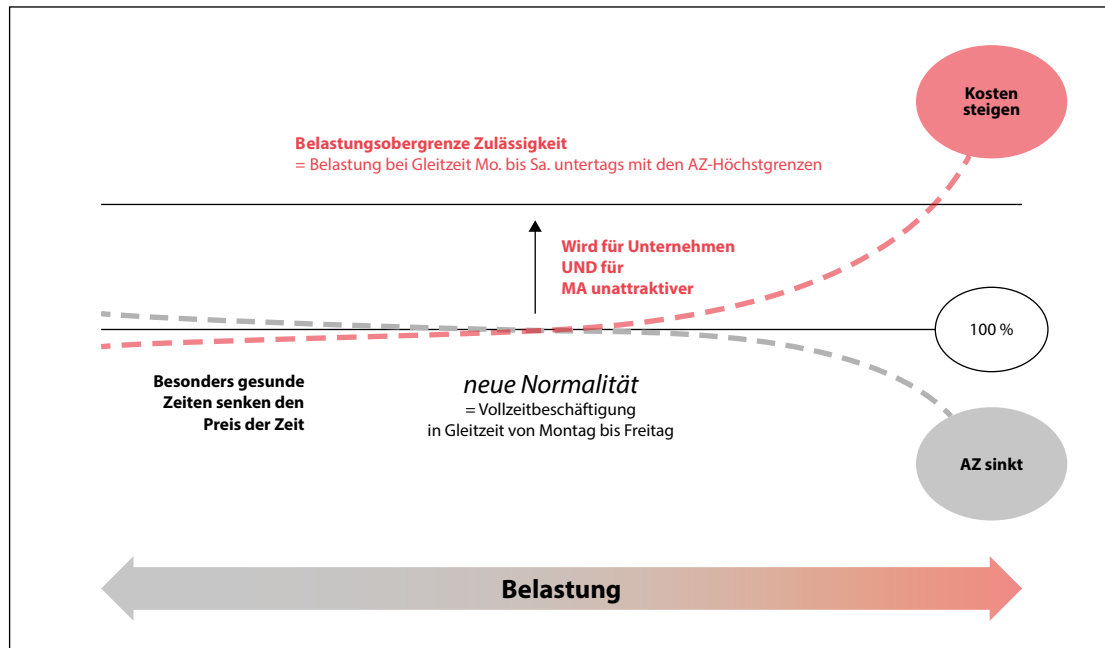 Kosten
steigen
Belastungsobergrenze Zulässigkeit
= Belastung bei Gleitzeit Mo. bis Sa. untertags mit den AZ-Höchstgrenzen
Wird für Unternehmen
UND für
MA unattraktiver
100 %
Besonders gesunde
Zeiten senken den
Preis der Zeit
neue Normalität
= Vollzeitbeschäftigung
in Gleitzeit von Montag bis Freitag
AZ sinkt
Belastung